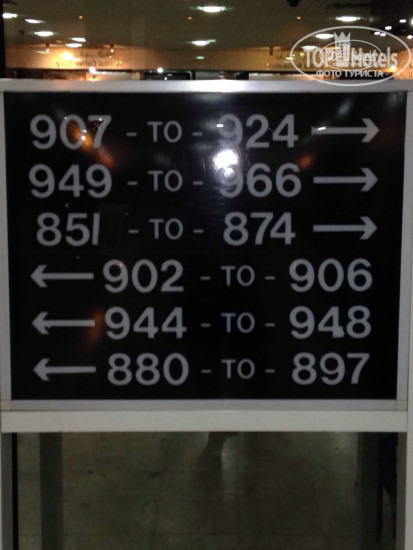 TOP Hotels
ФОТО ТУРИСТА
907 - TO - 924 →
949 - TO - 966 →
851 - TO - 874 →
← 902 - TO - 906
← 944 - TO - 948
← 880 - TO - 897